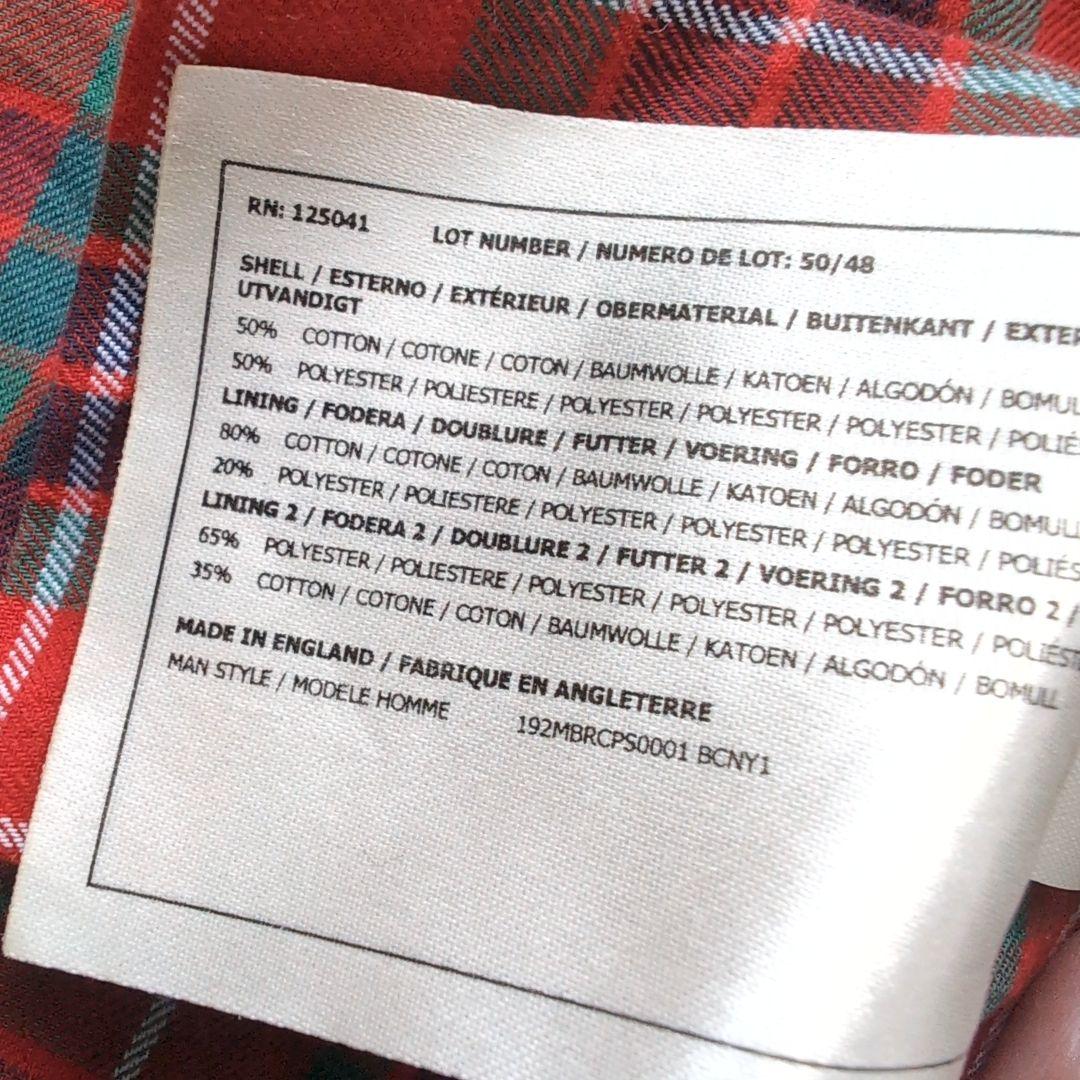 RN: 125041 LOT NUMBER / NUMERO DE LOT: 50/48
SHELL / ESTERNO / EXTÉRIEUR / OBERMATERIAL / BUITENKANT /
UTVANDIGT
50% COTTON / COTONE / COTON / BAUMWOLLE / KATOEN / ALGODÓN /
50% POLYESTER / POLIESTERE / POLYESTER / POLYESTER / POLYESTER /
LINING / FODERA / DOUBLURE / FUTTER / VOERING / FORRO / FODER
80% COTTON / COTONE / COTON / BAUMWOLLE / KATOEN / ALGODÓN /
20% POLYESTER / POLIESTERE / POLYESTER / POLYESTER / POLYESTER /
LINING 2 / FODERA 2 / DOUBLURE 2 / FUTTER 2 / VOERING 2 / FORRO 2 /
65% POLYESTER / POLIESTERE / POLYESTER / POLYESTER / POLYESTER /
35% COTTON / COTONE / COTON / BAUMWOLLE / KATOEN / ALGODÓN / BOMULL
MADE IN ENGLAND / FABRIQUE EN ANGLETERRE
MAN STYLE / MODELE HOMME 192MBRCPS0001 BCNY1